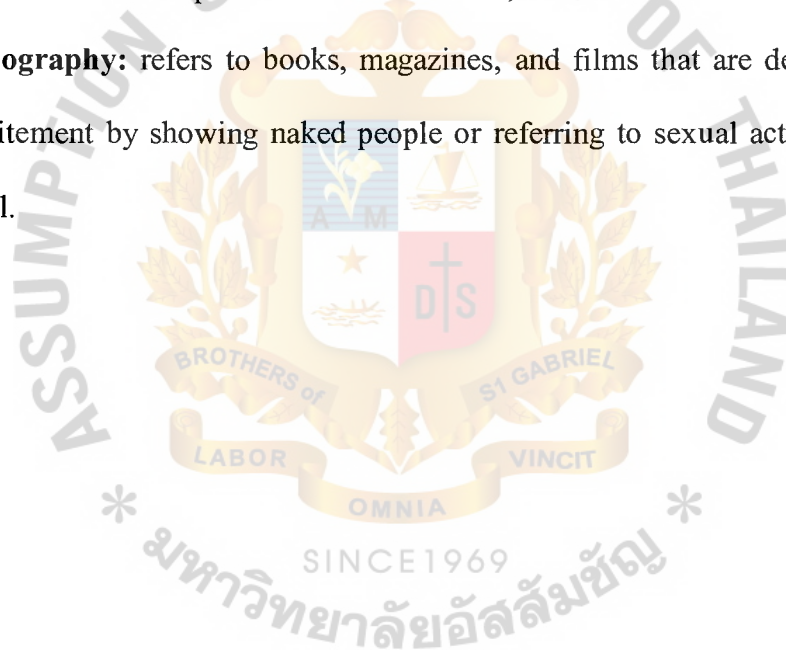 ography: refers to books, magazines, and films that are de
itement by showing naked people or referring to sexual act
l.
ASSUMPTION OF THAILAND
A M
D S
BROTHERS of
S1 GABRIEL
LABOR
VINCIT
OMNIA
* SINCE1969 *
มหาวิทยาลัยอัสสัมชัญ